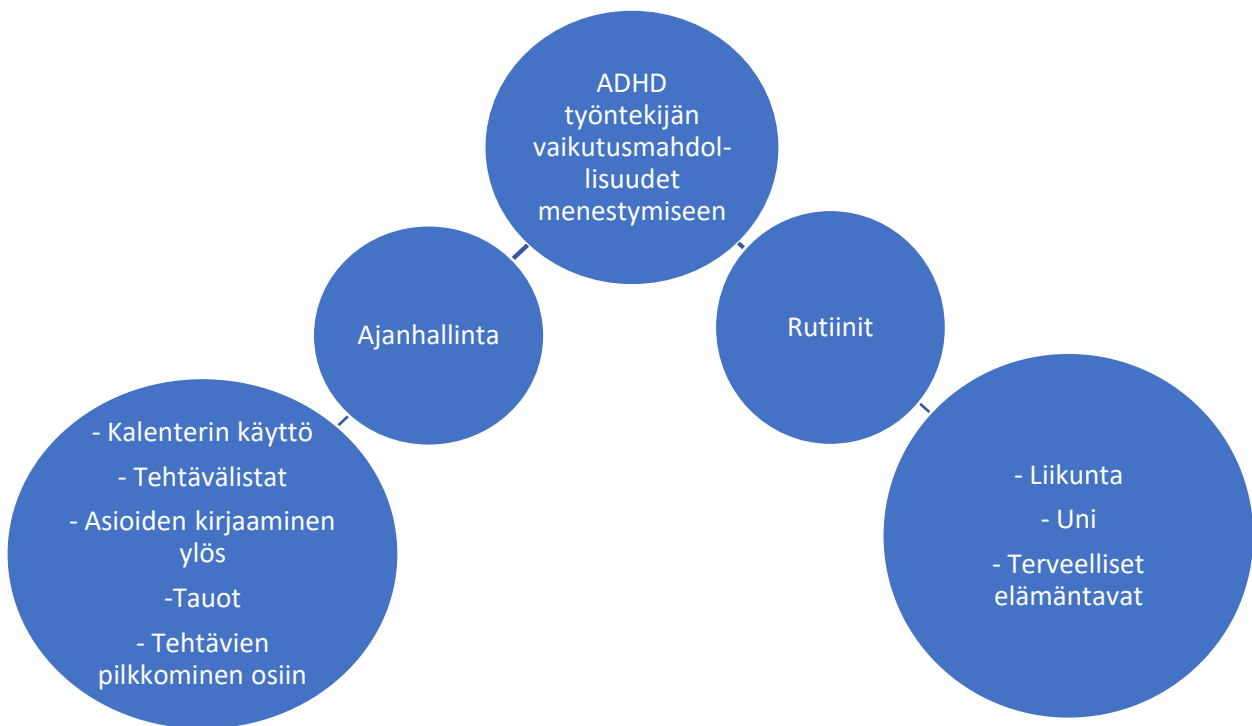 ADHD
työntekijän
vaikutusmahdol-
lisuudet
menestymiseen
Ajanhallinta
Rutiinit
- Kalenterin käyttö
- Tehtävälistat
- Asioiden kirjaaminen
ylös
-Tauot
- Tehtävien
pilkkominen osiin
- Liikunta
- Uni
- Terveelliset
elämäntavat